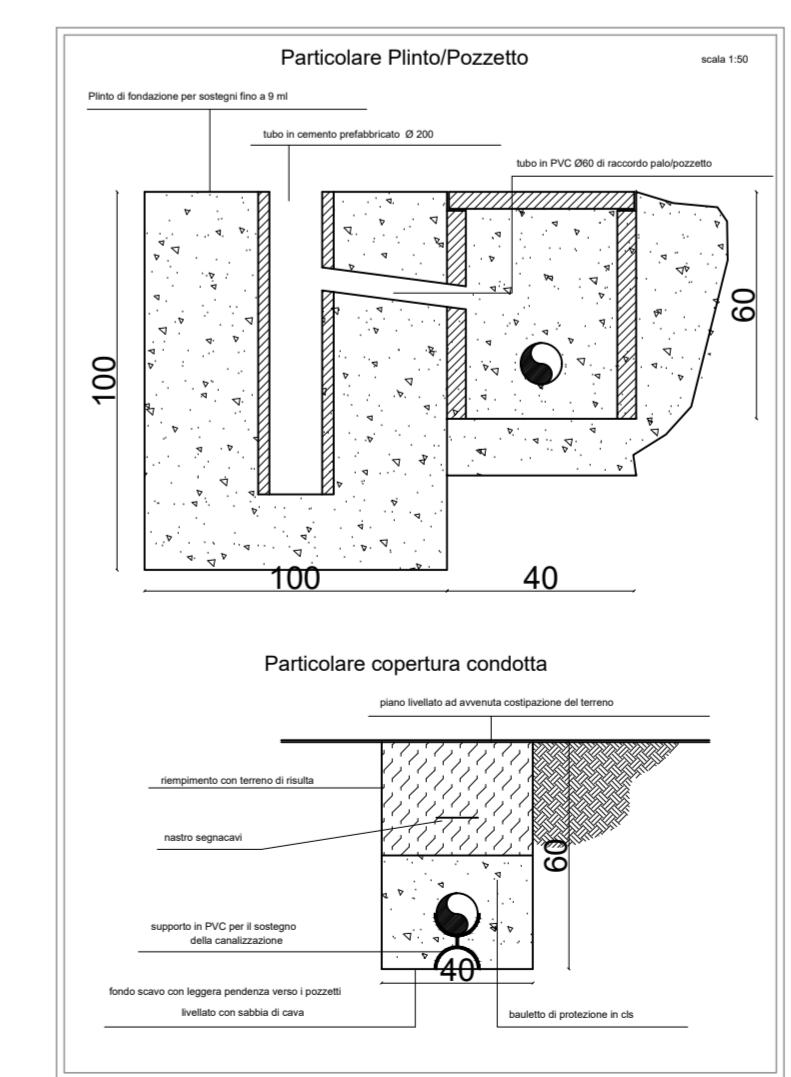 Particolare Plinto/Pozzetto
scala 1:50
Plinto di fondazione per sostegni fino a 9 ml
tubo in cemento prefabbricato Ø 200
tubo in PVC Ø60 di raccordo palo/pozzetto
100
60
100
40
Particolare copertura condotta
piano livellato ad avvenuta costipazione del terreno
riempimento con terreno di risulta
nastro segnacavi
60
supporto in PVC per il sostegno
della canalizzazione
40
fondo scavo con leggera pendenza verso i pozzetti
livellato con sabbia di cava
bauletto di protezione in cls